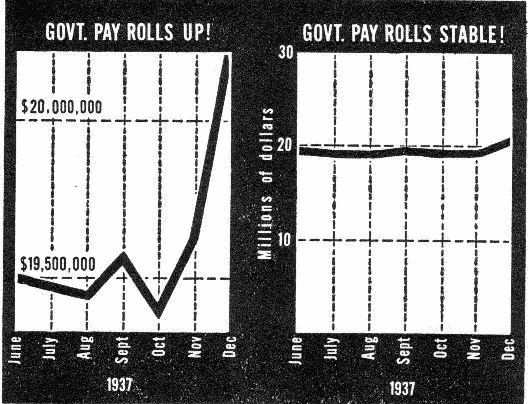 GOVT. PAY ROLLS UP!
$20,000,000
$19,500,000
June July Aug Sept Oct Nov Dec
1937
GOVT. PAY ROLLS STABLE!
Millions of dollars
30
20
10
June July Aug Sept Oct Nov Dec
1937